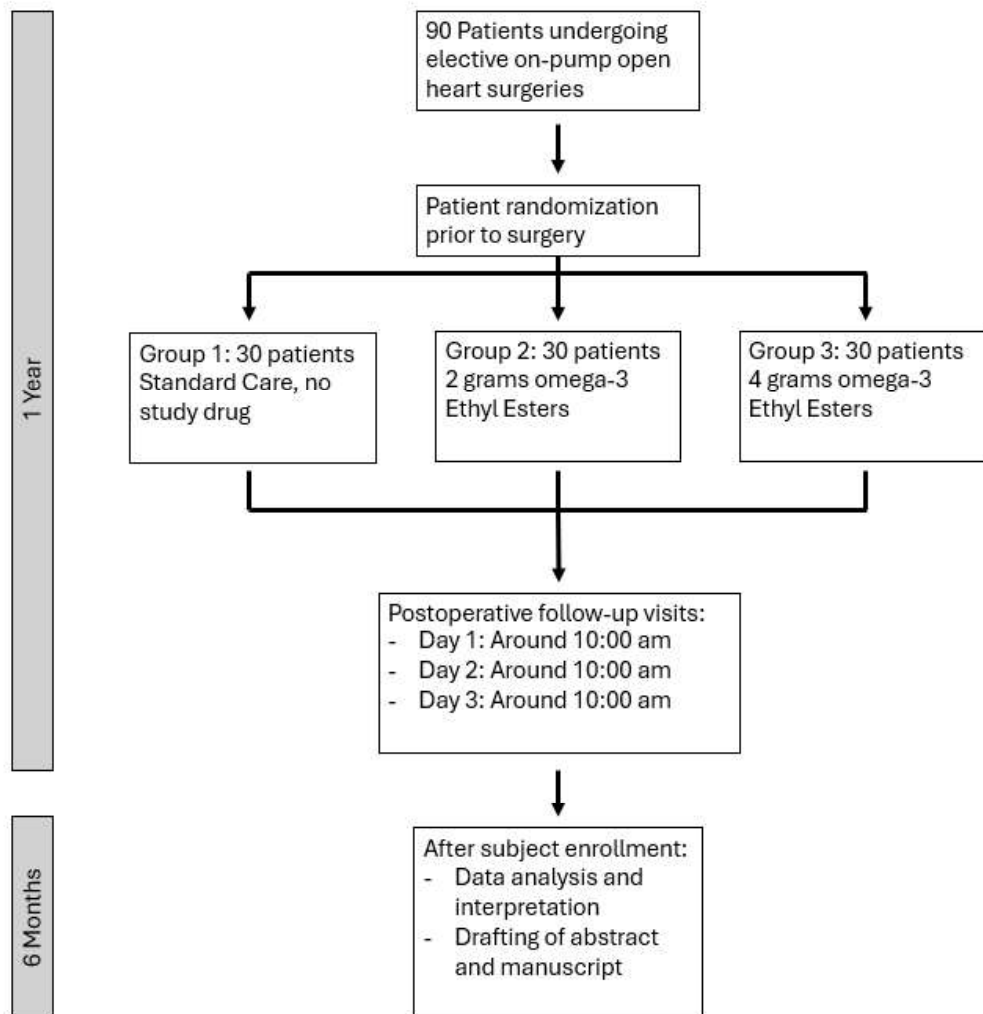 90 Patients undergoing
elective on-pump open
heart surgeries
Patient randomization
prior to surgery
1 Year
Group 1: 30 patients
Standard Care, no
study drug
Group 2: 30 patients
2 grams omega-3
Ethyl Esters
Group 3: 30 patients
4 grams omega-3
Ethyl Esters
Postoperative follow-up visits:
- Day 1: Around 10:00 am
- Day 2: Around 10:00 am
- Day 3: Around 10:00 am
6 Months
After subject enrollment:
- Data analysis and
interpretation
- Drafting of abstract
and manuscript